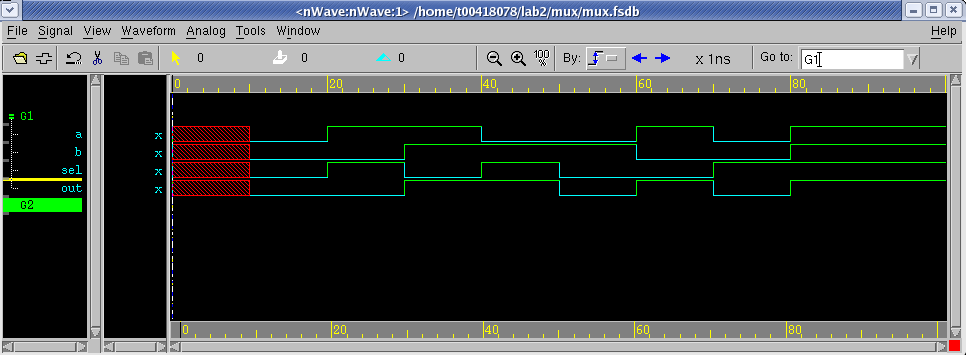 <nWave:nWave:1> /home/t00418078/lab2/mux/mux.fsdb
File Signal View Waveform Analog Tools Window Help
0 0 0 100% By: x 1ns Go to: G1
0 20 40 60 80
G1
a x
b x
sel x
out x
G2
0 20 40 60 80